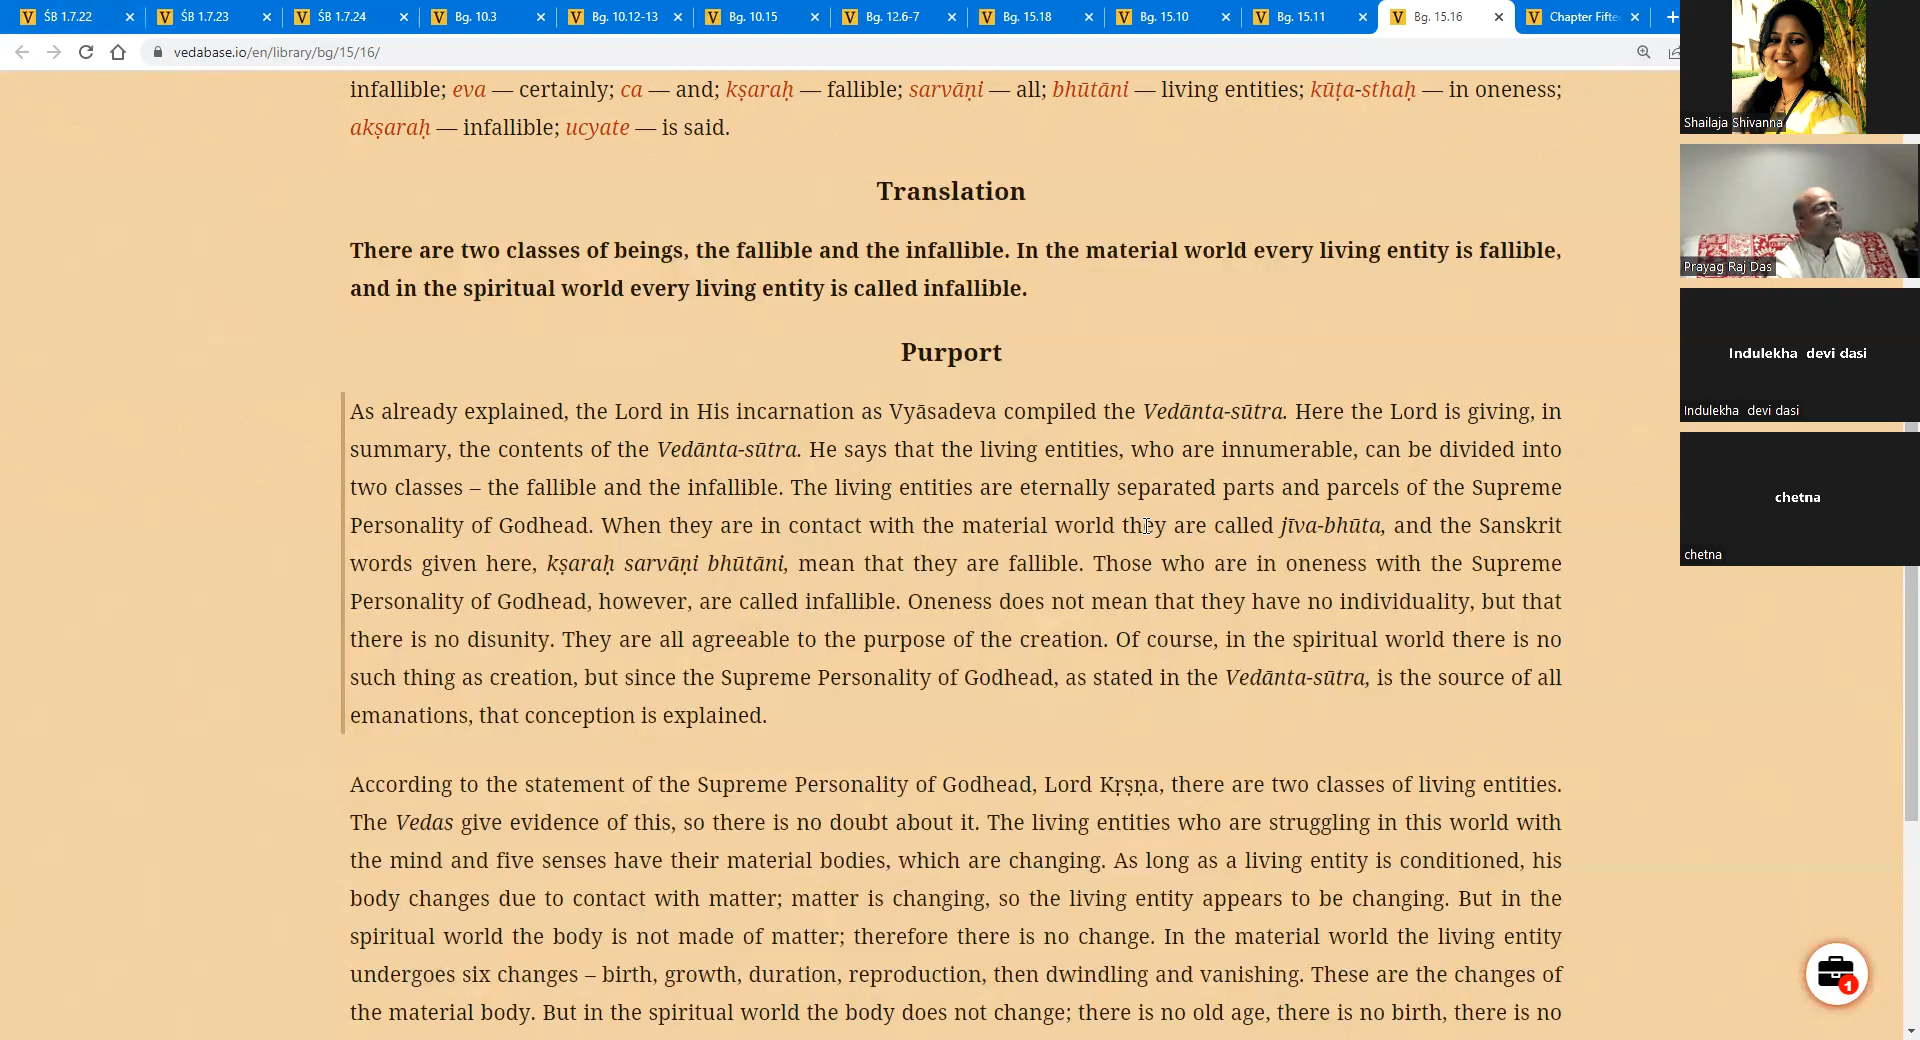 ŚB 1.7.22
ŚB 1.7.23
ŚB 1.7.24
Bg. 10.3
Bg. 10.12-13
Bg. 10.15
Bg. 12.6-7
Bg. 15.18
Bg. 15.10
Bg. 15.11
Bg. 15.16
Chapter Fifte
vedabase.io/en/library/bg/15/16/
infallible; eva — certainly; ca — and; kṣaraḥ — fallible; sarvāṇi — all; bhūtāni — living entities; kūṭa-sthaḥ — in oneness;
akṣaraḥ — infallible; ucyate — is said.
Translation
There are two classes of beings, the fallible and the infallible. In the material world every living entity is fallible,
and in the spiritual world every living entity is called infallible.
Purport
As already explained, the Lord in His incarnation as Vyāsadeva compiled the Vedānta-sūtra. Here the Lord is giving, in
summary, the contents of the Vedānta-sūtra. He says that the living entities, who are innumerable, can be divided into
two classes – the fallible and the infallible. The living entities are eternally separated parts and parcels of the Supreme
Personality of Godhead. When they are in contact with the material world they are called jīva-bhūta, and the Sanskrit
words given here, kṣaraḥ sarvāṇi bhūtāni, mean that they are fallible. Those who are in oneness with the Supreme
Personality of Godhead, however, are called infallible. Oneness does not mean that they have no individuality, but that
there is no disunity. They are all agreeable to the purpose of the creation. Of course, in the spiritual world there is no
such thing as creation, but since the Supreme Personality of Godhead, as stated in the Vedānta-sūtra, is the source of all
emanations, that conception is explained.
According to the statement of the Supreme Personality of Godhead, Lord Kṛṣṇa, there are two classes of living entities.
The Vedas give evidence of this, so there is no doubt about it. The living entities who are struggling in this world with
the mind and five senses have their material bodies, which are changing. As long as a living entity is conditioned, his
body changes due to contact with matter; matter is changing, so the living entity appears to be changing. But in the
spiritual world the body is not made of matter; therefore there is no change. In the material world the living entity
undergoes six changes – birth, growth, duration, reproduction, then dwindling and vanishing. These are the changes of
the material body. But in the spiritual world the body does not change; there is no old age, there is no birth, there is no
Shailaja Shivanna
Prayag Raj Das
Indulekha devi dasi
Indulekha devi dasi
chetna
chetna
1